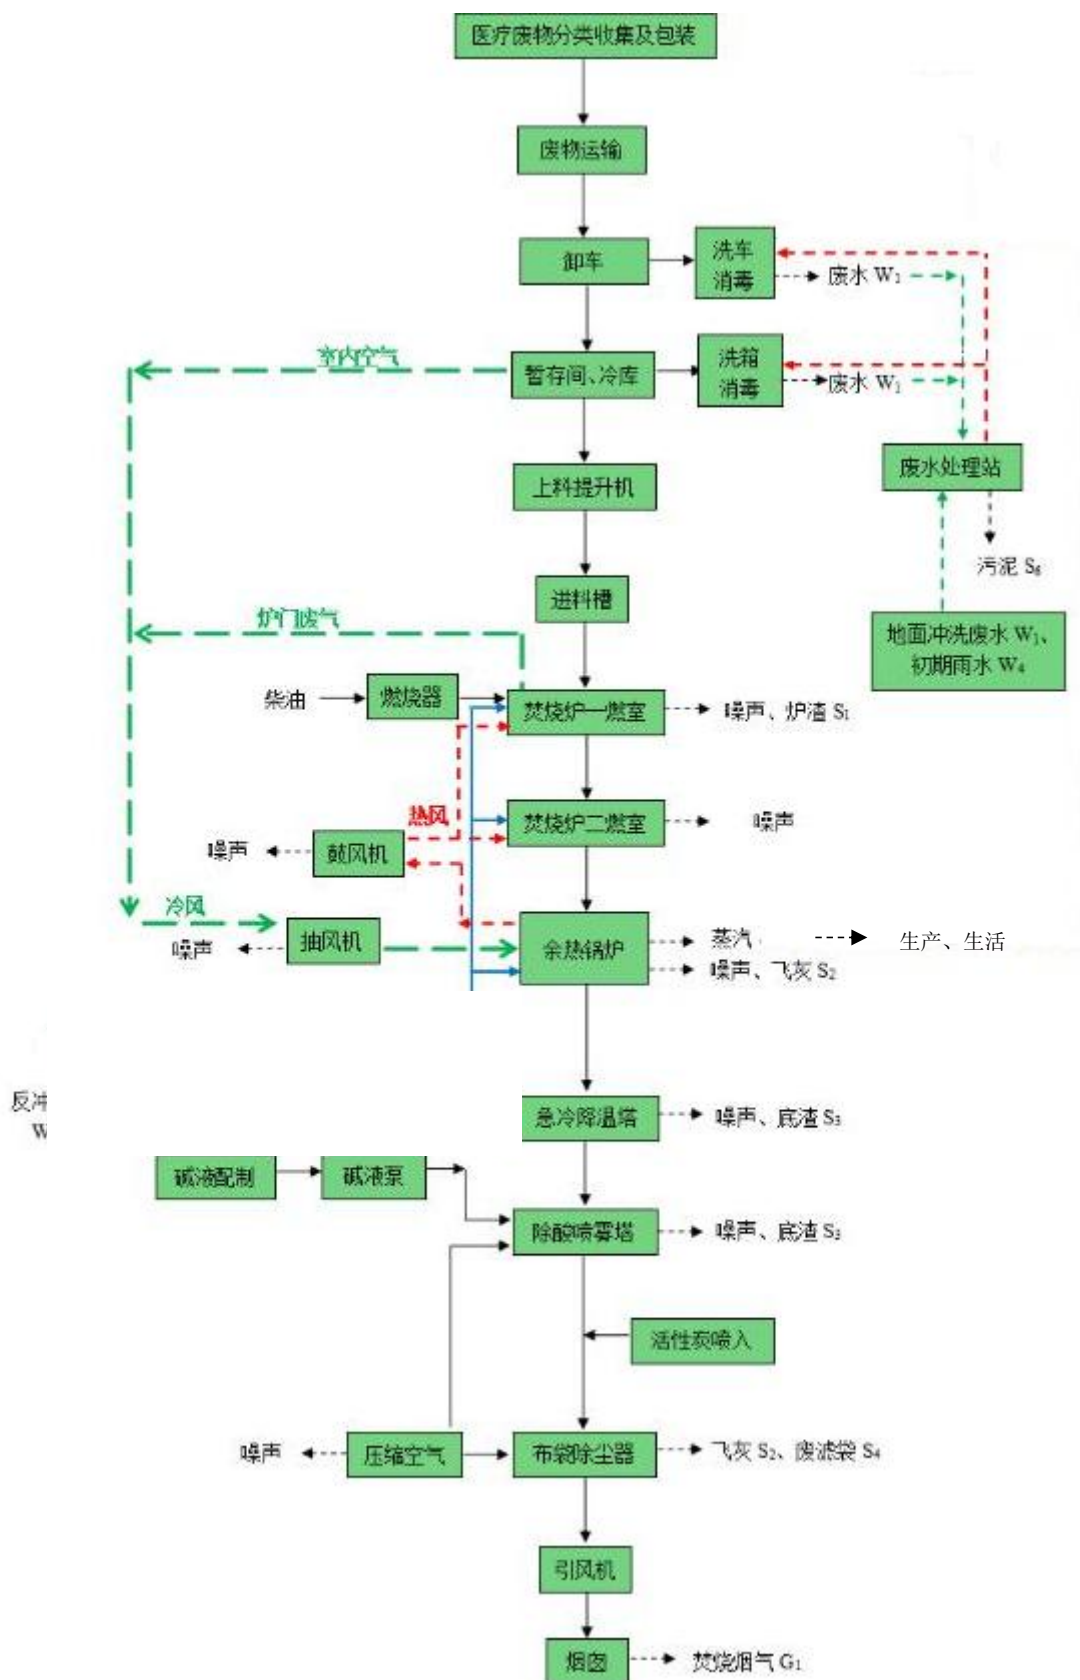 医疗废物分类收集及包装
废物运输
卸车
洗车
消毒
废水 W₁
室内空气
暂存间、冷库
洗箱
消毒
废水 W₁
废水处理站
上料提升机
污泥 S₆
进料槽
炉门废气
地面冲洗废水 W₁、
初期雨水 W₄
柴油
燃烧器
焚烧炉一燃室
噪声、炉渣 S₁
热风
焚烧炉二燃室
噪声
噪声
鼓风机
冷风
噪声
抽风机
余热锅炉
蒸汽
生产、生活
噪声、飞灰 S₂
反冲
W
急冷降温塔
噪声、底渣 S₃
碱液配制
碱液泵
除酸喷雾塔
噪声、底渣 S₃
活性炭喷入
噪声
压缩空气
布袋除尘器
飞灰 S₂、废滤袋 S₄
引风机
烟囱
焚烧烟气 G₁